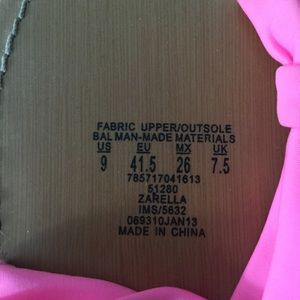 FABRIC UPPER/OUTSOLE
BAL MAN-MADE MATERIALS
US EU MX UK
9 41.5 26 7.5
785717041613
51280
ZARELLA
IMS/5632
069310JAN13
MADE IN CHINA